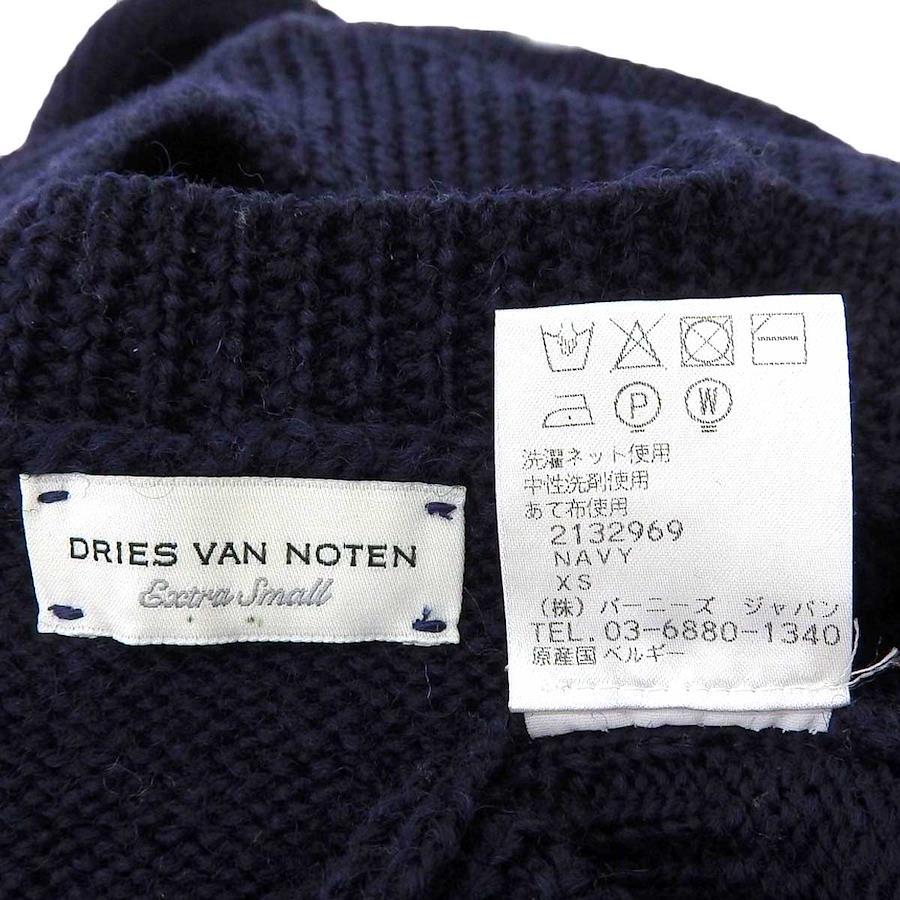 DRIES VAN NOTEN
Extra Small
P W
洗濯ネット使用
中性洗剤使用
あて布使用
2132969
NAVY
XS
(株) バーニーズ ジャパン
TEL. 03-6880-1340
原産国 ベルギー